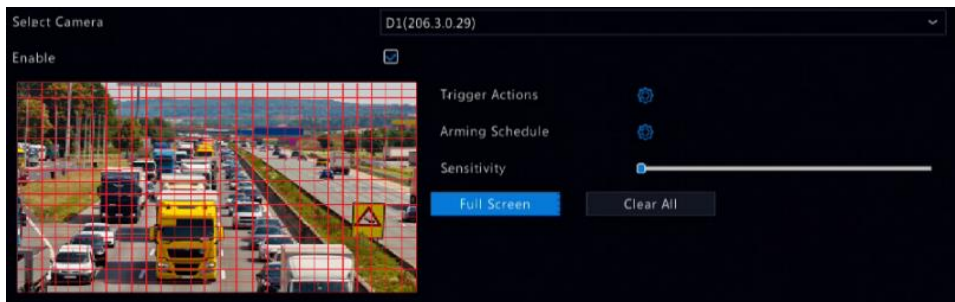 Select Camera
D1(206.3.0.29)
Enable
Trigger Actions
Arming Schedule
Sensitivity
Full Screen
Clear All